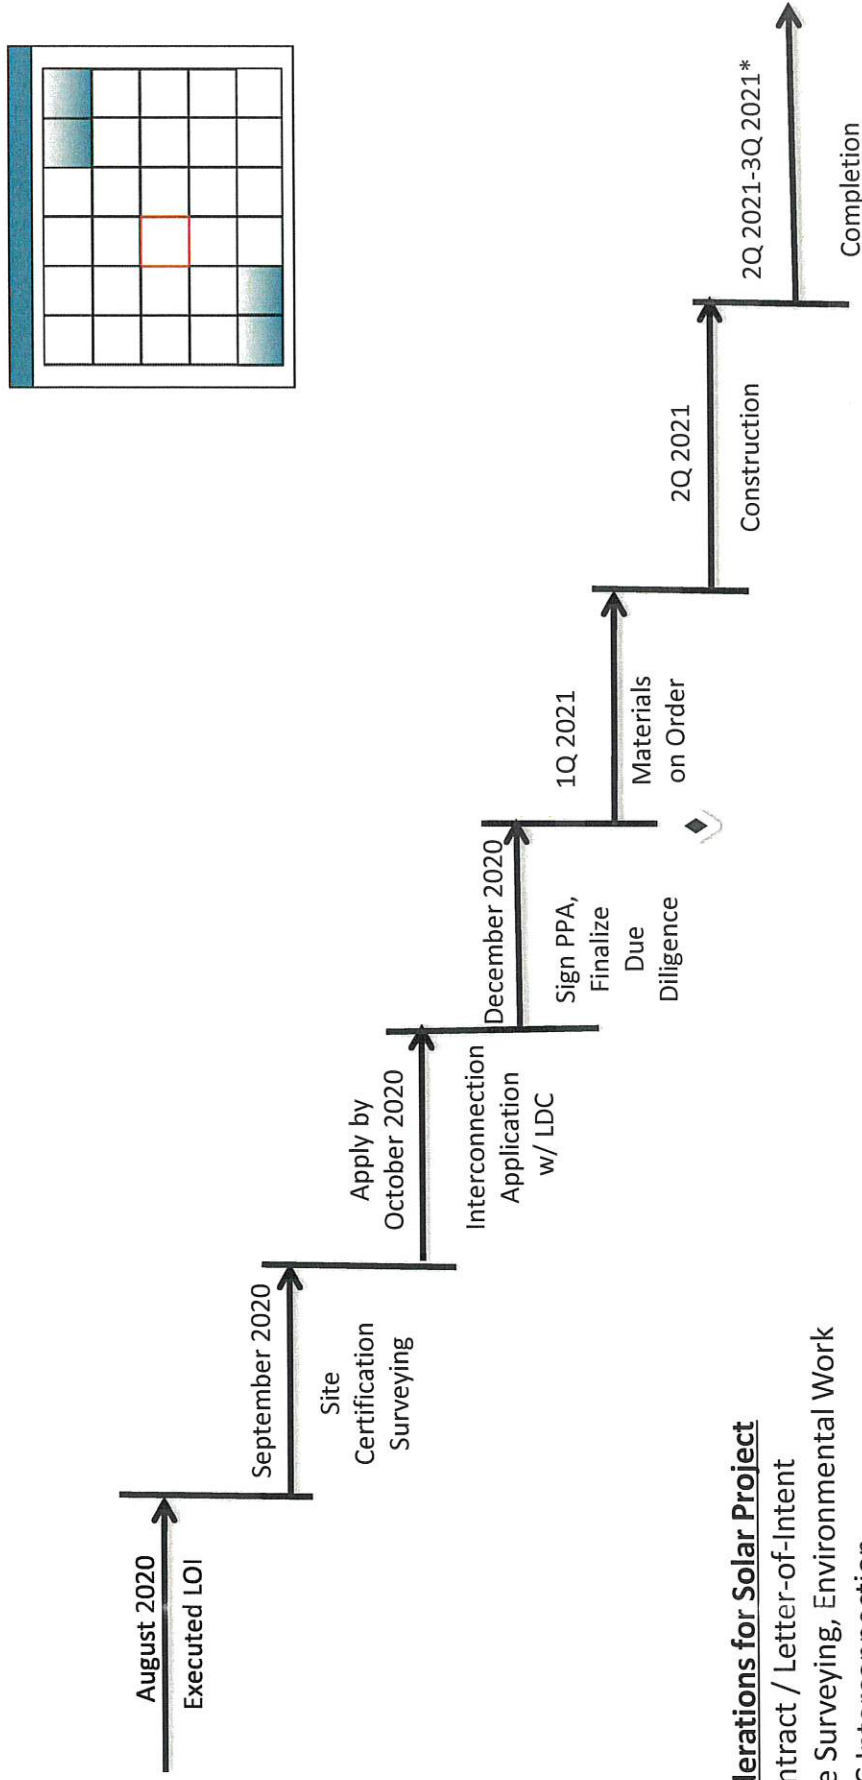 August 2020
Executed LOI
September 2020
Site
Certification
Surveying
Apply by
October 2020
Interconnection
Application
w/ LDC
December 2020
Sign PPA,
Finalize
Due
Diligence
1Q 2021
Materials
on Order
2Q 2021
Construction
2Q 2021-3Q 2021*
Completion
for Solar Project
/ Letter-of-Intent
Surveying, Environmental Work